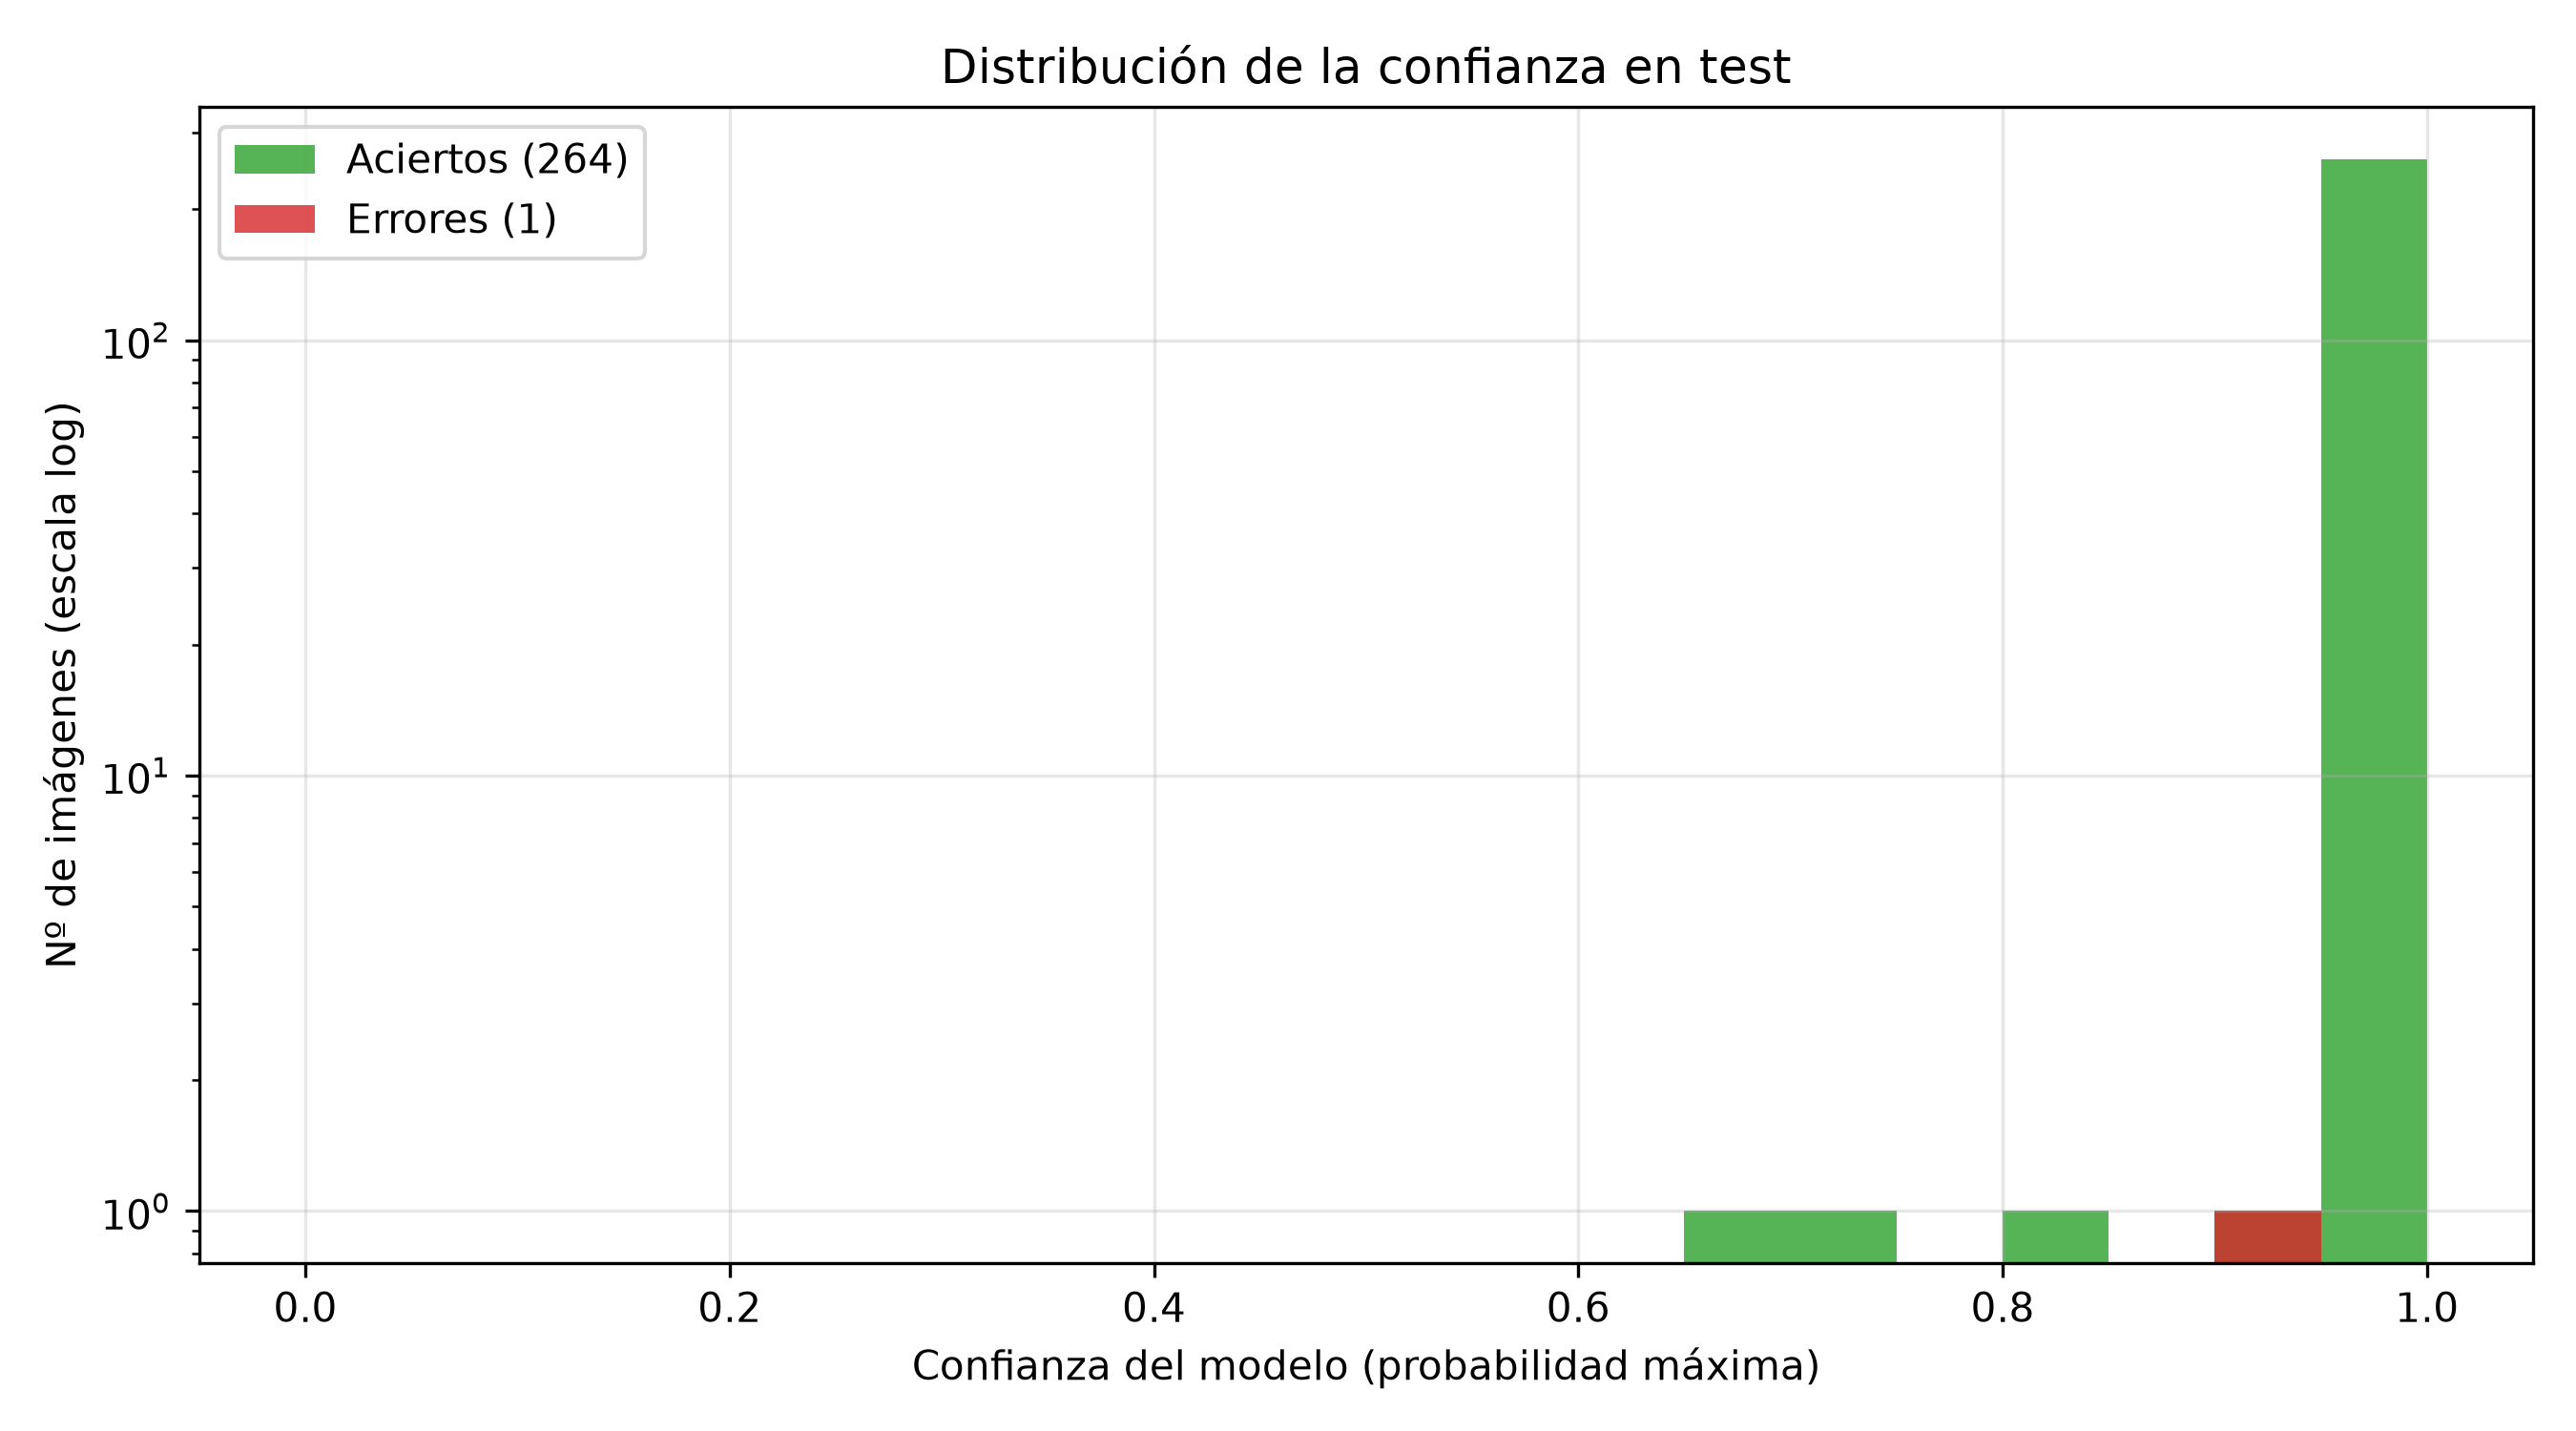 Distribución de la confianza en test
Aciertos (264)
Errores (1)
Nº de imágenes (escala log)
10²
10¹
10⁰
0.0 0.2 0.4 0.6 0.8 1.0
Confianza del modelo (probabilidad máxima)